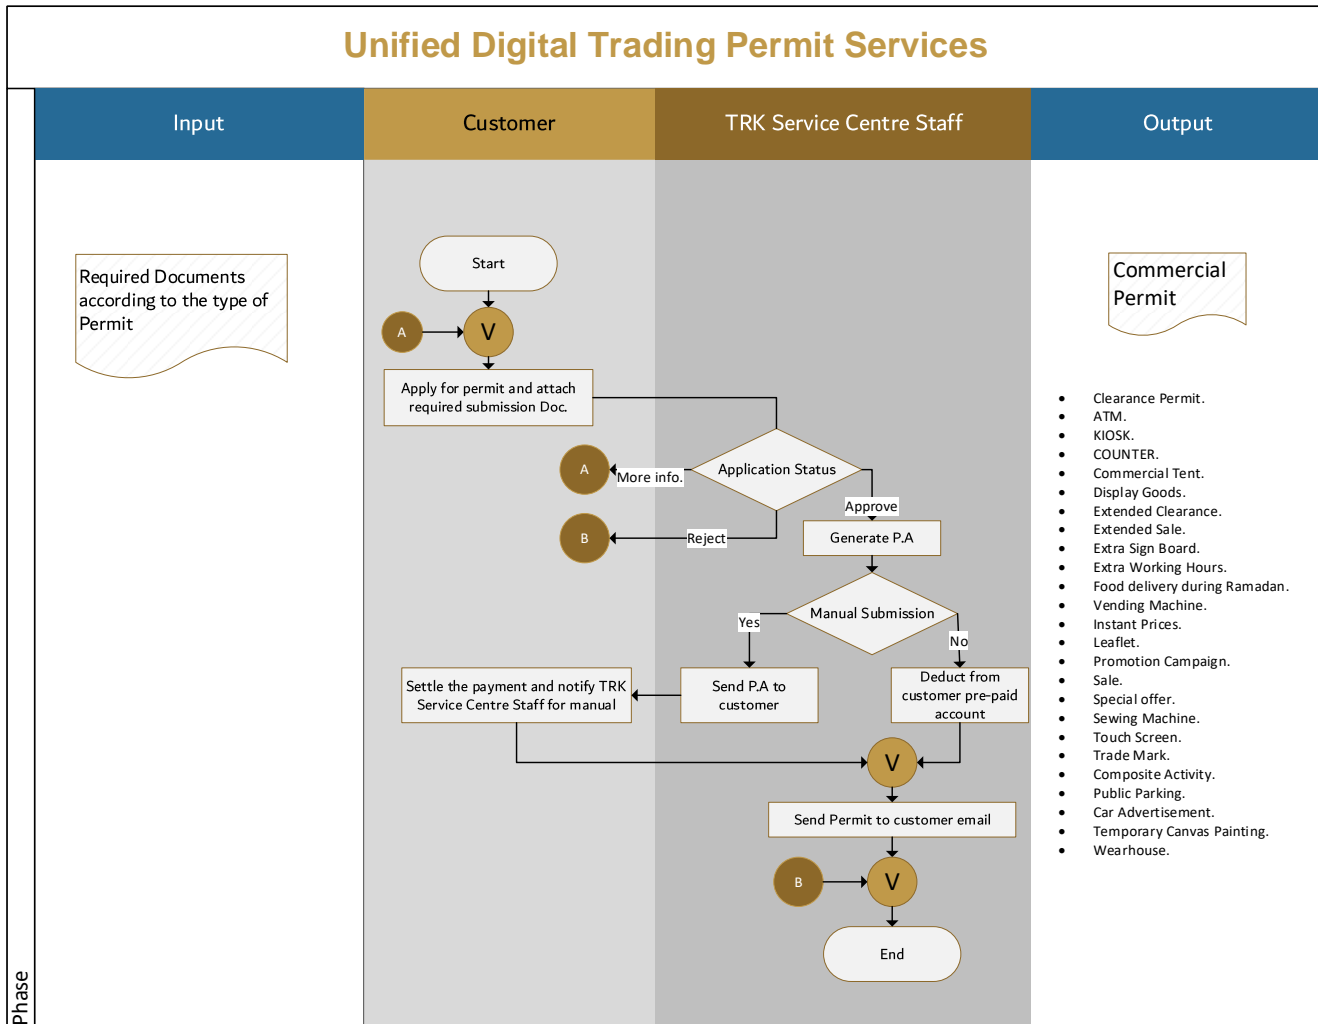 Unified Digital Trading Permit Services
Input
Customer
TRK Service Centre Staff
Output
Phase
Required Documents
according to the type of
Permit
Start
A
V
Apply for permit and attach
required submission Doc.
Application Status
More info.
A
Reject
B
Approve
Generate P.A
Manual Submission
Yes
No
Send P.A to
customer
Settle the payment and notify TRK
Service Centre Staff for manual
Deduct from
customer pre-paid
account
V
Send Permit to customer email
B
V
End
Commercial
Permit
• Clearance Permit.
• ATM.
• KIOSK.
• COUNTER.
• Commercial Tent.
• Display Goods.
• Extended Clearance.
• Extended Sale.
• Extra Sign Board.
• Extra Working Hours.
• Food delivery during Ramadan.
• Vending Machine.
• Instant Prices.
• Leaflet.
• Promotion Campaign.
• Sale.
• Special offer.
• Sewing Machine.
• Touch Screen.
• Trade Mark.
• Composite Activity.
• Public Parking.
• Car Advertisement.
• Temporary Canvas Painting.
• Wearhouse.